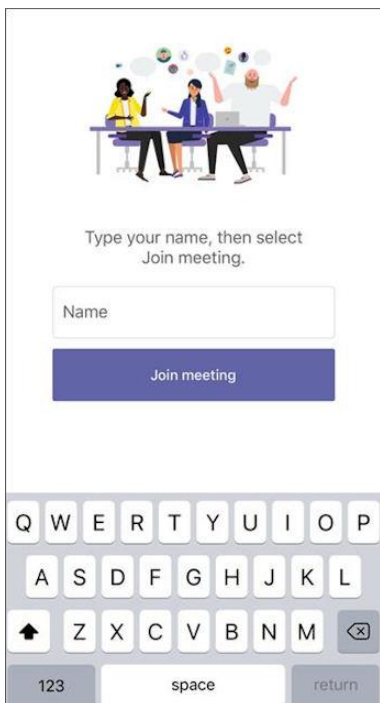 Type your name, then select
Join meeting.
Name
Join meeting
Q W E R T Y U I O P
A S D F G H J K L
Z X C V B N M
123 space return